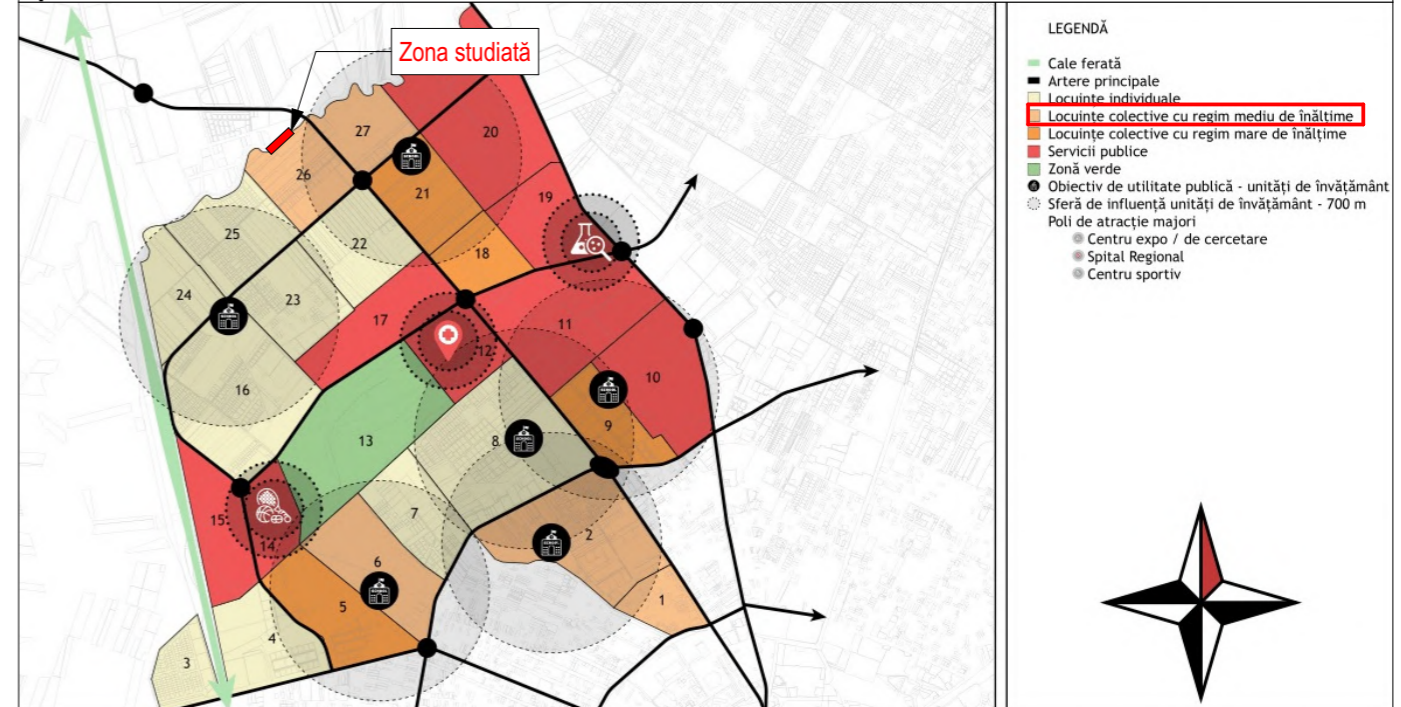 Zona studiată
27
20
26
21
19
25
22
18
24
23
17
11
12
16
10
13
8
9
15
7
14
2
6
5
1
4
3
LEGENDĂ
Cale ferată
Artere principale
Locuințe individuale
Locuințe colective cu regim mediu de înălțime
Locuințe colective cu regim mare de înălțime
Servicii publice
Zonă verde
Obiectiv de utilitate publică - unități de învățământ
Sferă de influență unități de învățământ - 700 m
Poli de atracție majori
Centru expo / de cercetare
Spital Regional
Centru sportiv